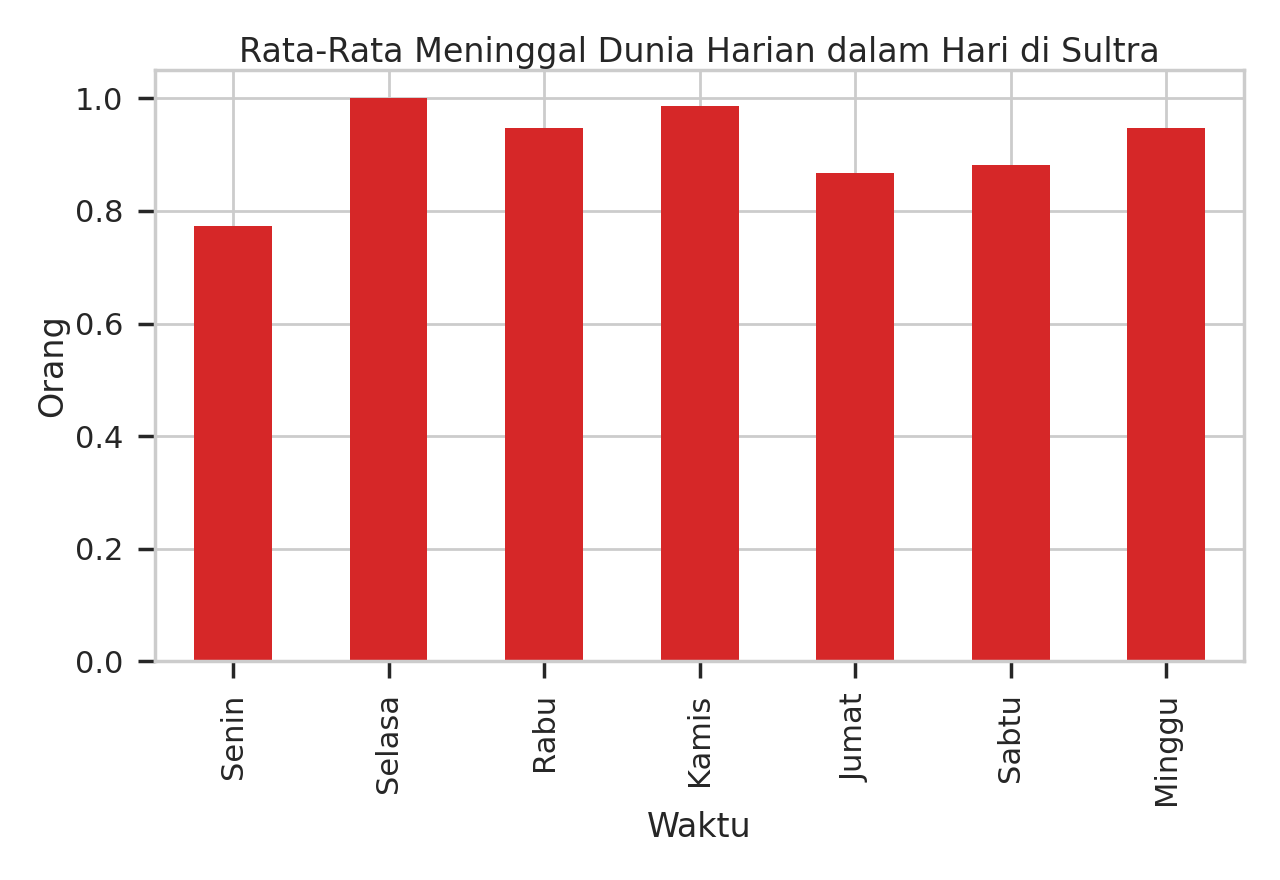 Rata-Rata Meninggal Dunia Harian dalam Hari di Sultra
Orang
1.0
0.8
0.6
0.4
0.2
0.0
Senin
Selasa
Rabu
Kamis
Jumat
Sabtu
Minggu
Waktu